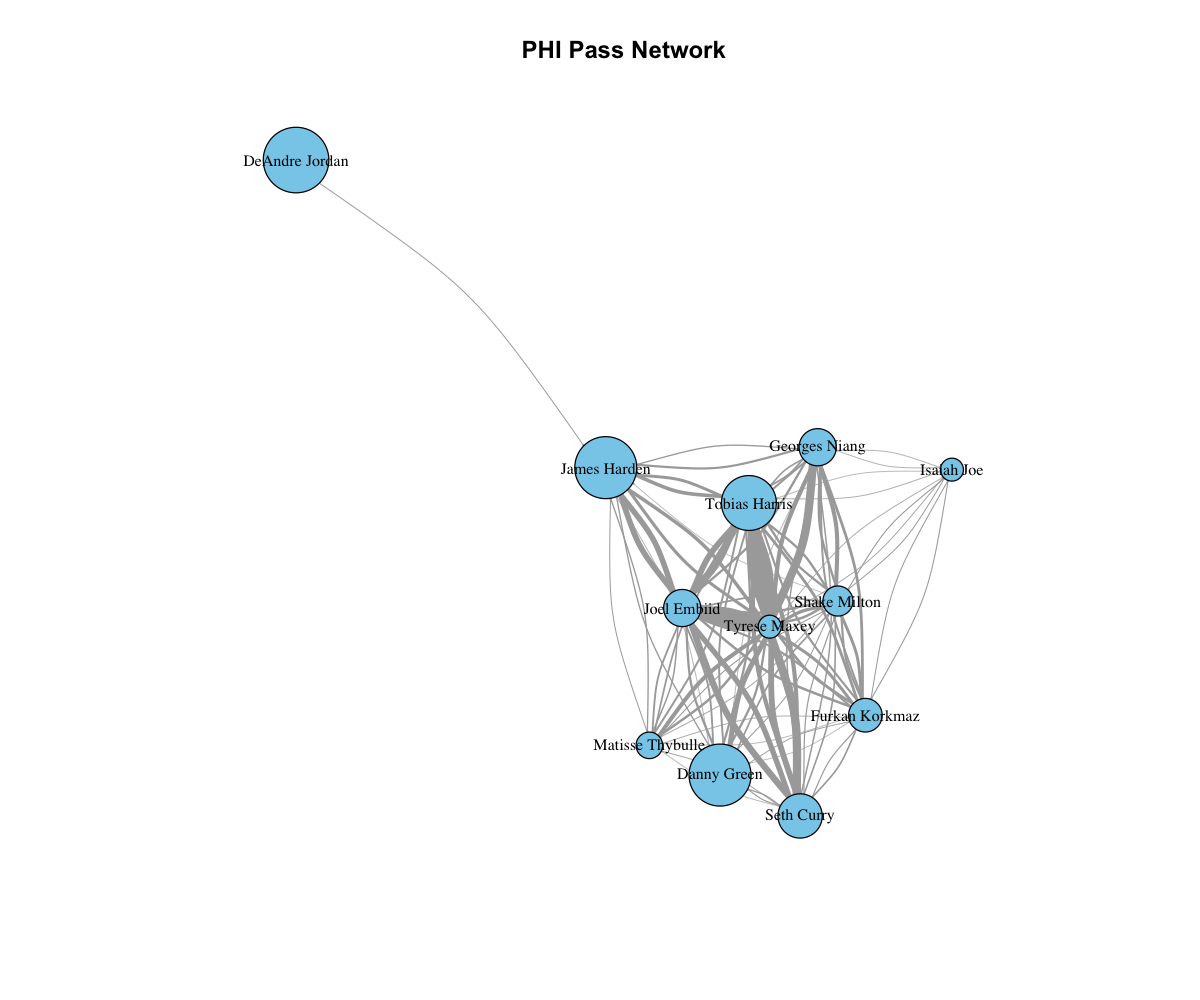 PHI Pass Network
DeAndre Jordan
Georges Niang
James Harden
Isaiah Joe
Tobias Harris
Shake Milton
Joel Embiid
Tyrese Maxey
Furkan Korkmaz
Matisse Thybulle
Danny Green
Seth Curry